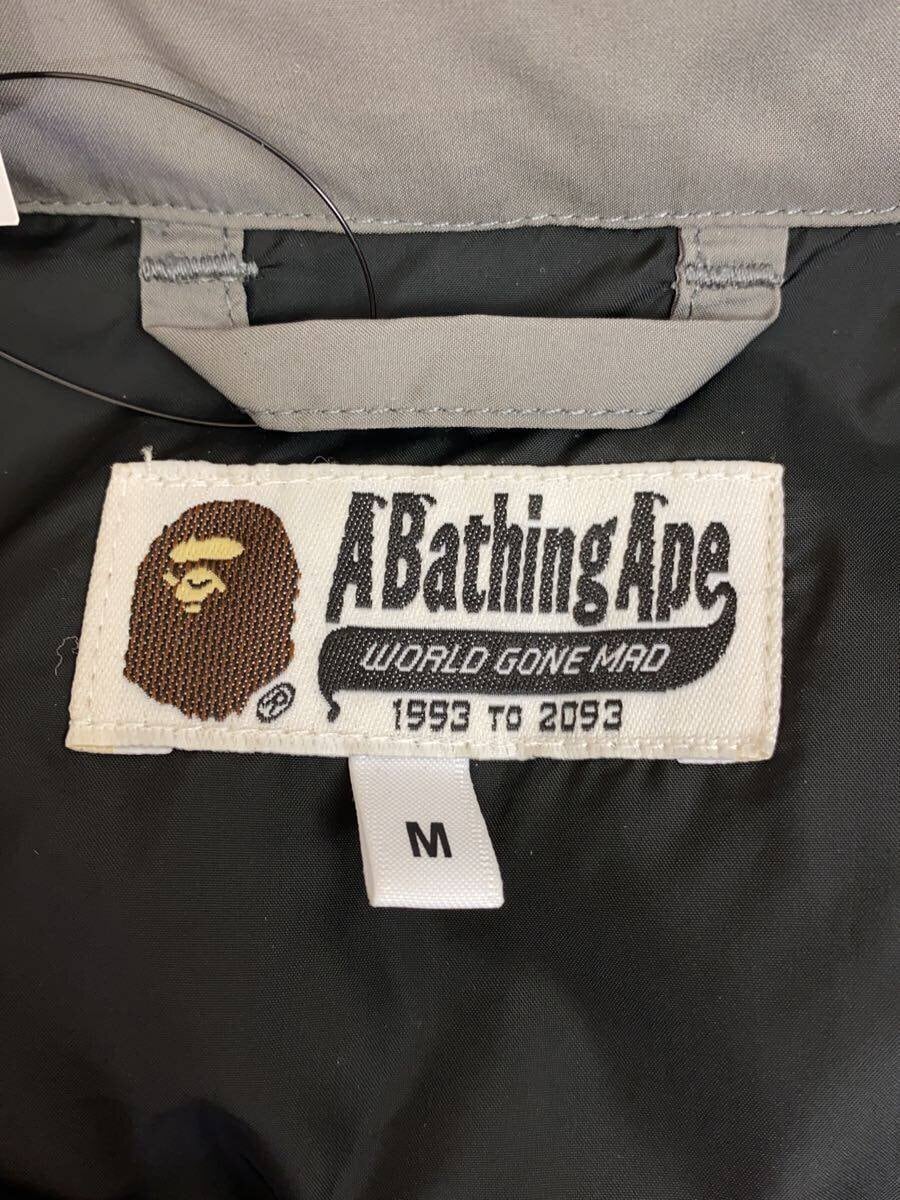 A Bathing Ape
WORLD GONE MAD
®
1993 TO 2093
M